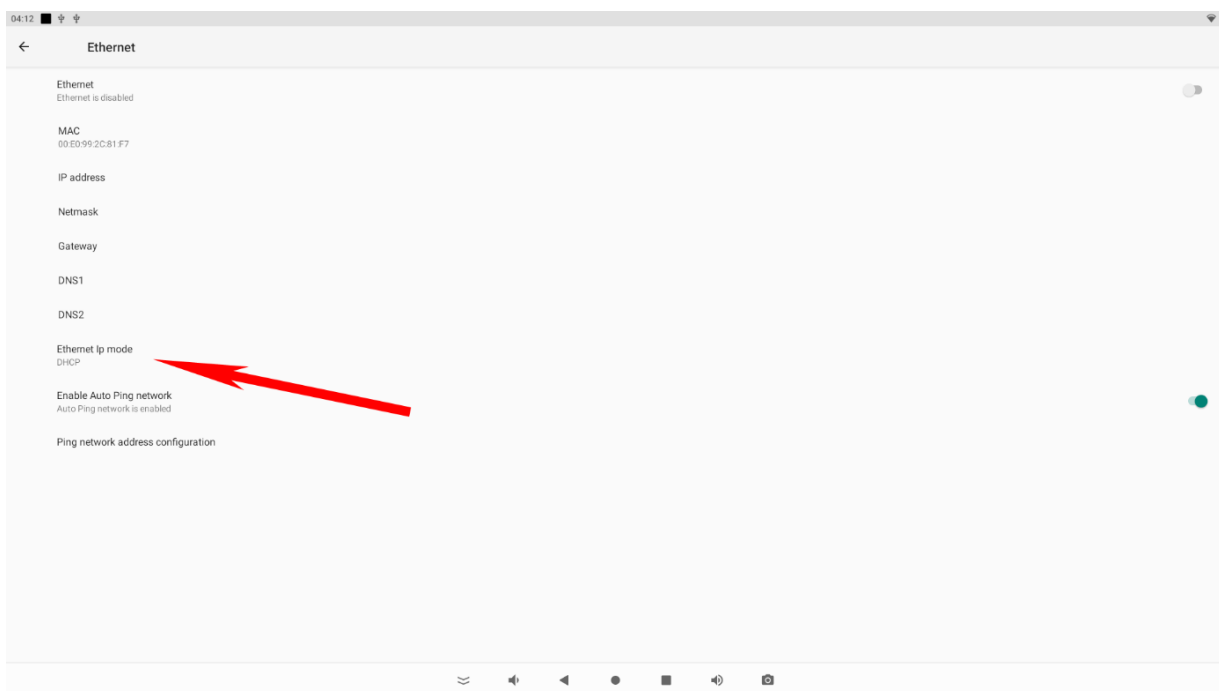 04:12
Ethernet
Ethernet
Ethernet is disabled
MAC
00:E0:99:2C:81:F7
IP address
Netmask
Gateway
DNS1
DNS2
Ethernet Ip mode
DHCP
Enable Auto Ping network
Auto Ping network is enabled
Ping network address configuration